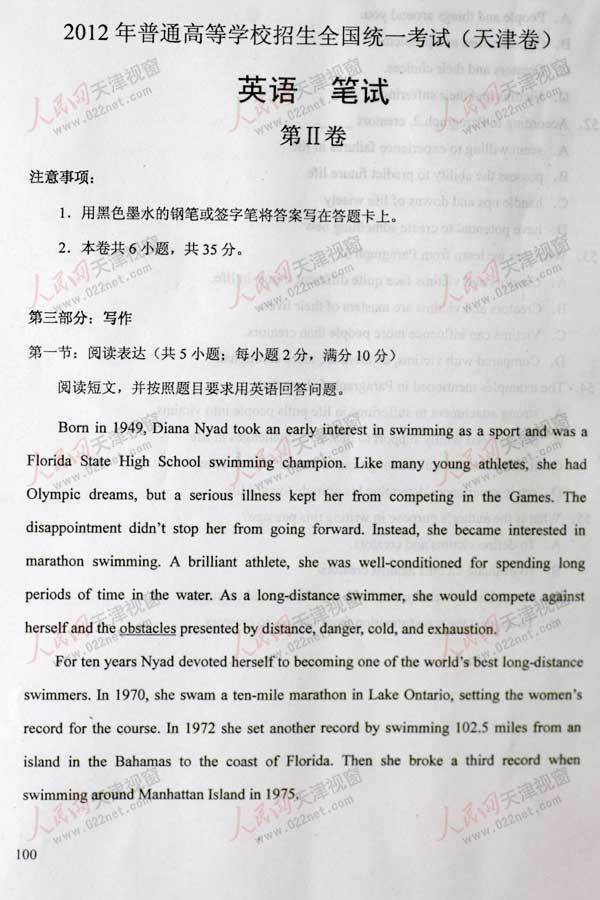 2012年普通高等学校招生全国统一考试（天津卷）
英语 笔试
第Ⅱ卷
注意事项：
1．用黑色墨水的钢笔或签字笔将答案写在答题卡上。
2．本卷共6小题，共35分。
第三部分：写作
第一节：阅读表达（共5小题；每小题2分，满分10分）
阅读短文，并按照题目要求用英语回答问题。
Born in 1949, Diana Nyad took an early interest in swimming as a sport and was a
Florida State High School swimming champion. Like many young athletes, she had
Olympic dreams, but a serious illness kept her from competing in the Games. The
disappointment didn't stop her from going forward. Instead, she became interested in
marathon swimming. A brilliant athlete, she was well-conditioned for spending long
periods of time in the water. As a long-distance swimmer, she would compete against
herself and the obstacles presented by distance, danger, cold, and exhaustion.
For ten years Nyad devoted herself to becoming one of the world's best long-distance
swimmers. In 1970, she swam a ten-mile marathon in Lake Ontario, setting the women's
record for the course. In 1972 she set another record by swimming 102.5 miles from an
island in the Bahamas to the coast of Florida. Then she broke a third record when
swimming around Manhattan Island in 1975.
100
人民网 天津视窗
www.022net.com